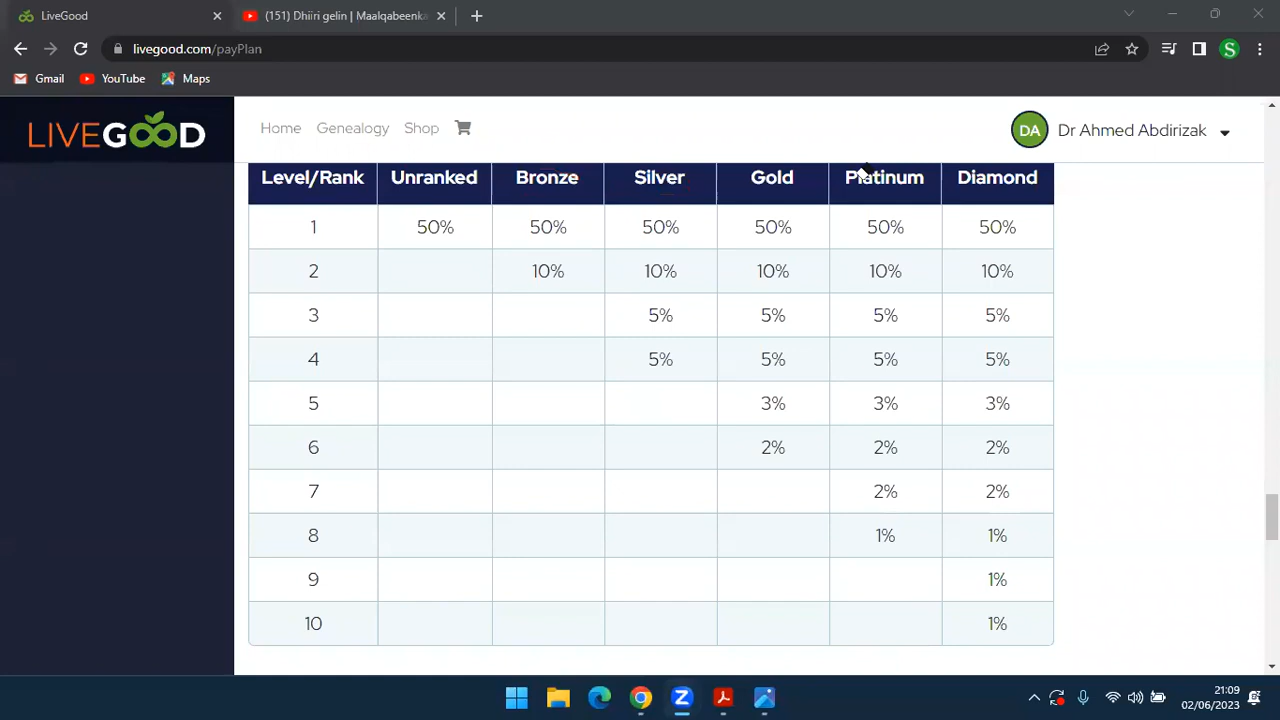 LiveGood
(151) Dhiiri gelin | Maalqabeenka
livegood.com/payPlan
S
Gmail YouTube Maps
LIVEGOOD
Home Genealogy Shop
DA Dr Ahmed Abdirizak
Level/Rank Unranked Bronze Silver Gold Platinum Diamond
1 50% 50% 50% 50% 50% 50%
2 10% 10% 10% 10% 10%
3 5% 5% 5% 5%
4 5% 5% 5% 5%
5 3% 3% 3%
6 2% 2% 2%
7 2% 2%
8 1% 1%
9 1%
10 1%
21:09
02/06/2023